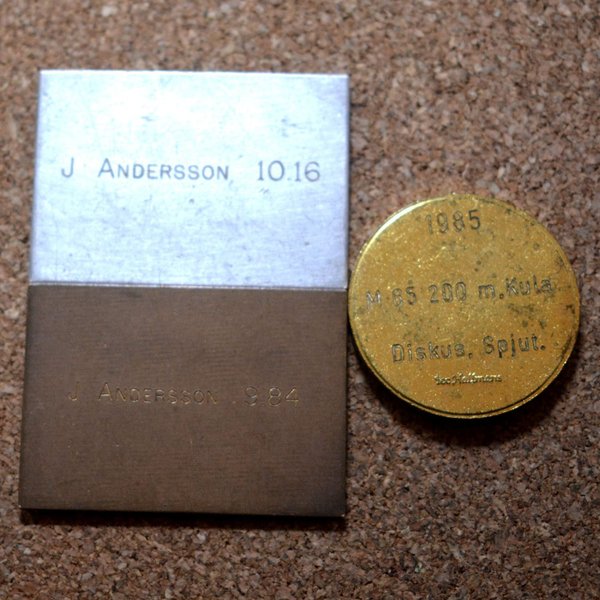 J ANDERSSON 10.16
J ANDERSSON 9.84
1985
M 65 200 m, Kula
Diskus, Spjut.